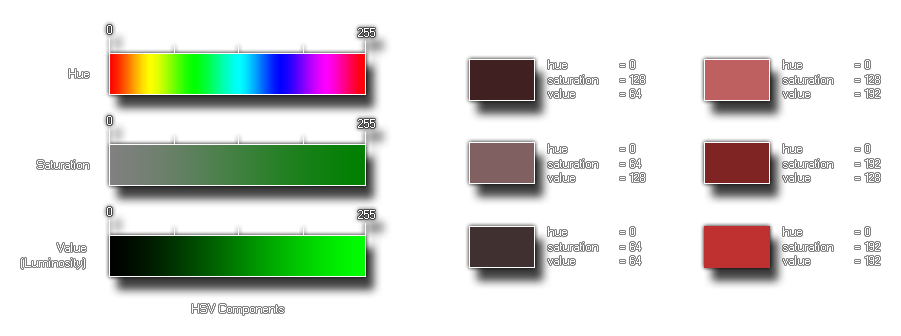 0
255
Hue
0
255
Saturation
0
255
Value
(Luminosity)
HSV Components
hue = 0
saturation = 128
value = 64
hue = 0
saturation = 64
value = 128
hue = 0
saturation = 64
value = 64
hue = 0
saturation = 128
value = 192
hue = 0
saturation = 192
value = 128
hue = 0
saturation = 192
value = 192